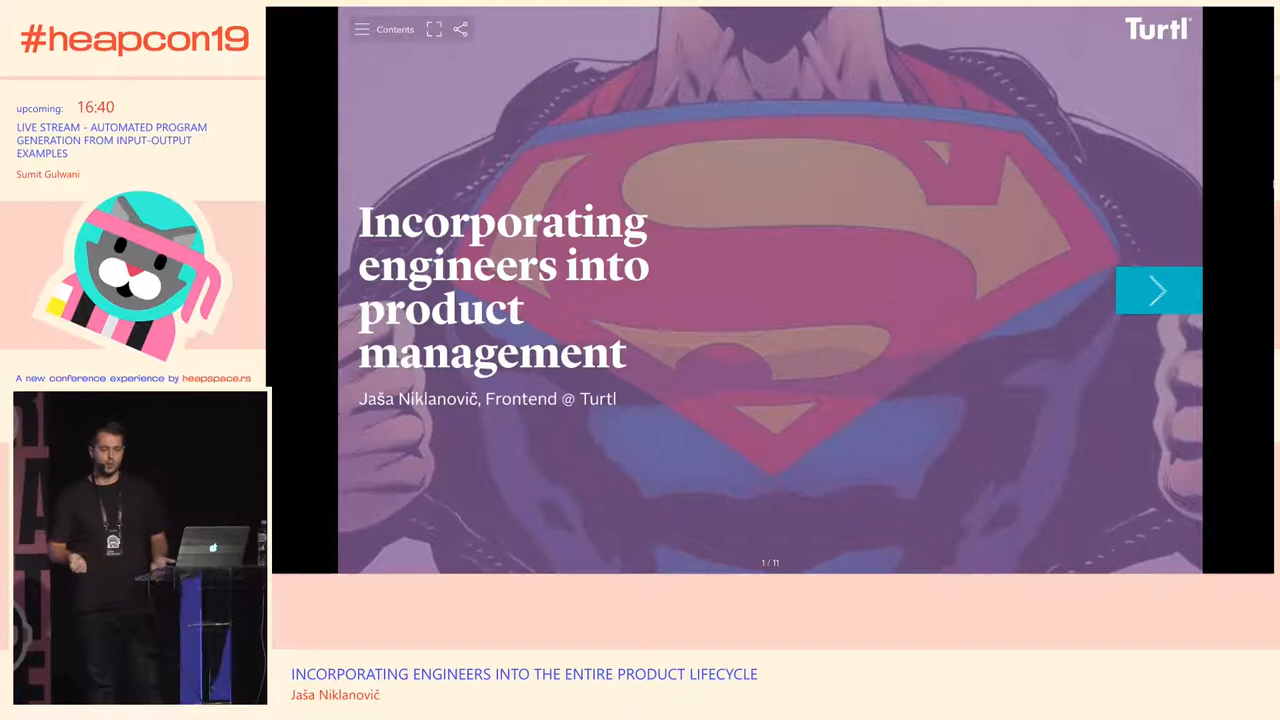 #heapcon19
upcoming: 16:40
LIVE STREAM - AUTOMATED PROGRAM
GENERATION FROM INPUT-OUTPUT
EXAMPLES
Sumit Gulwani
A new conference experience by heapspace.rs
Contents
Turtl
Incorporating
engineers into
product
management
Jaša Niklanovič, Frontend @ Turtl
1 / 11
INCORPORATING ENGINEERS INTO THE ENTIRE PRODUCT LIFECYCLE
Jaša Niklanovič